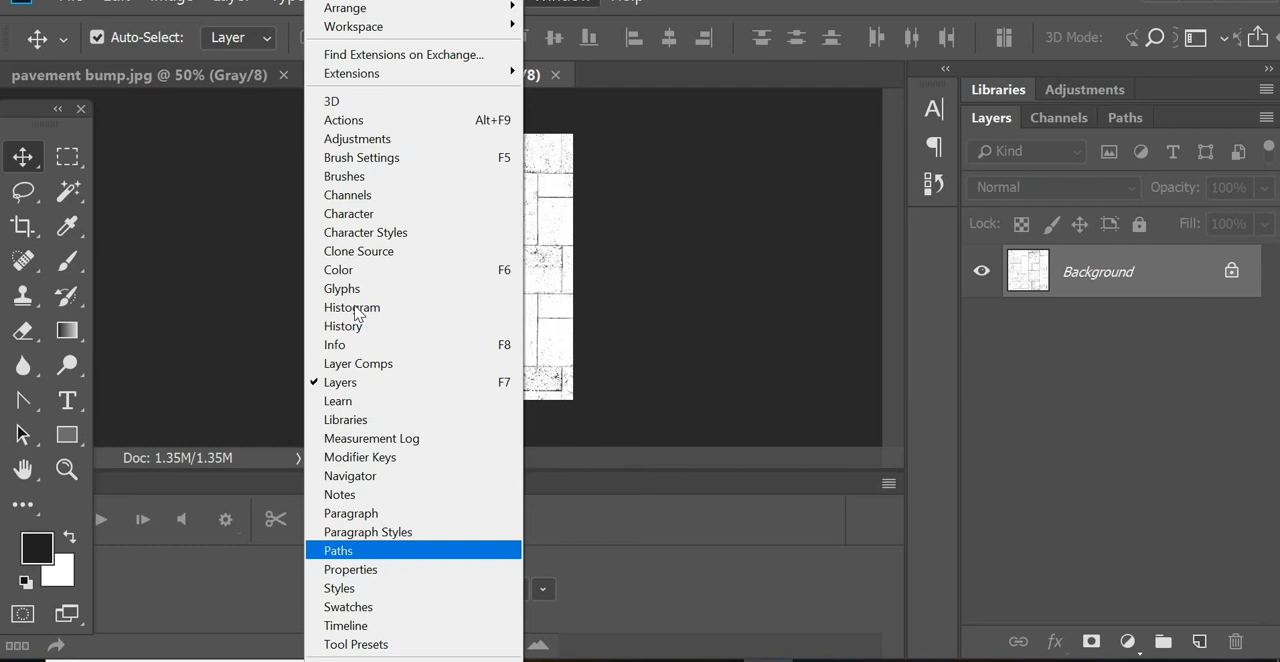 Arrange
Workspace
Find Extensions on Exchange...
Extensions
3D
Actions Alt+F9
Adjustments
Brush Settings F5
Brushes
Channels
Character
Character Styles
Clone Source
Color F6
Glyphs
Histogram
History
Info F8
Layer Comps
Layers F7
Learn
Libraries
Measurement Log
Modifier Keys
Navigator
Notes
Paragraph
Paragraph Styles
Paths
Properties
Styles
Swatches
Timeline
Tool Presets
Auto-Select: Layer
3D Mode:
pavement bump.jpg @ 50% (Gray/8)
/8)
Doc: 1.35M/1.35M
Libraries Adjustments
Layers Channels Paths
Kind
Normal Opacity: 100%
Lock: Fill: 100%
Background